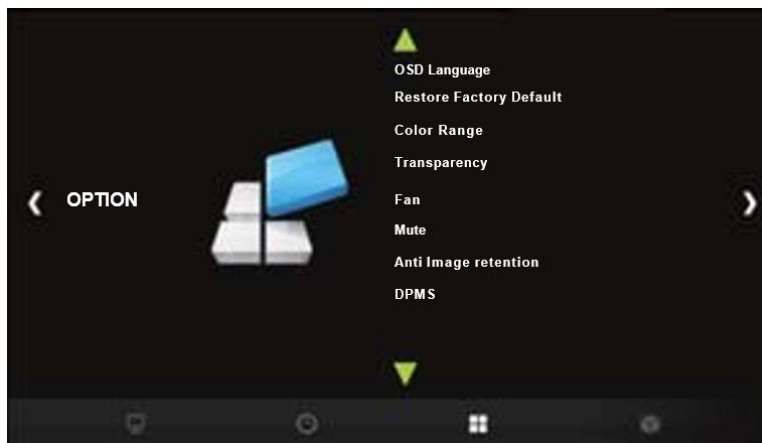 OSD Language
Restore Factory Default
Color Range
Transparency
OPTION
Fan
Mute
Anti Image retention
DPMS